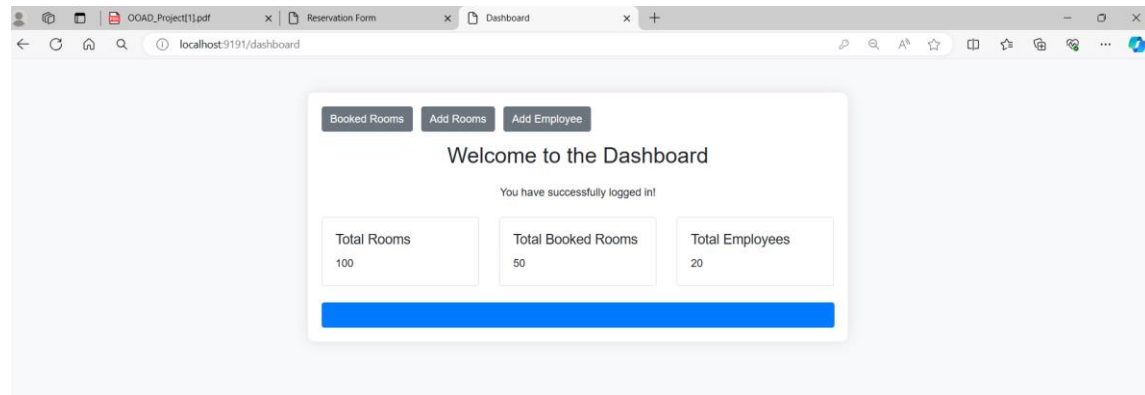 OOAD_Project[1].pdf
Reservation Form
Dashboard
localhost:9191/dashboard
Booked Rooms
Add Rooms
Add Employee
Welcome to the Dashboard
You have successfully logged in!
Total Rooms
100
Total Booked Rooms
50
Total Employees
20